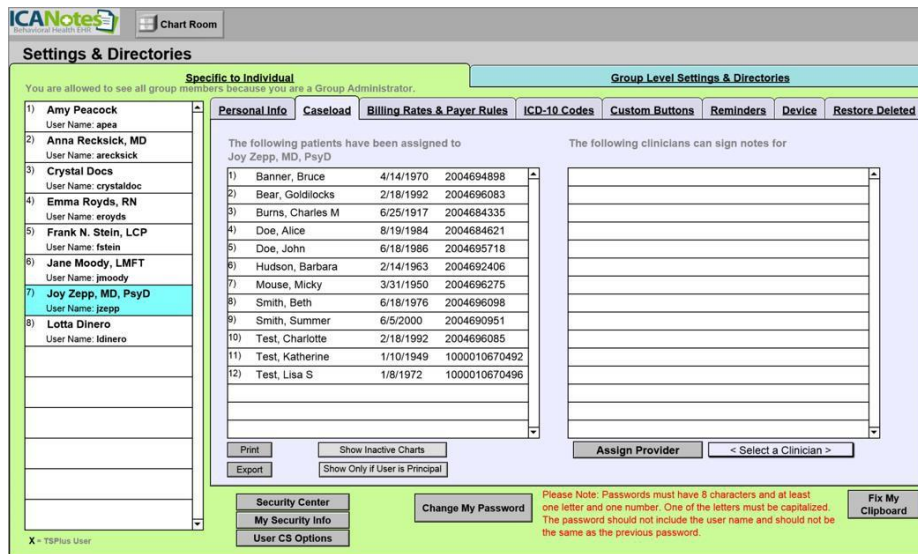 ICANotes
Behavioral Health EHR
Chart Room
Settings & Directories
Specific to Individual
Group Level Settings & Directories
You are allowed to see all group members because you are a Group Administrator.
1) Amy Peacock
User Name: apea
2) Anna Recksick, MD
User Name: arecksick
3) Crystal Docs
User Name: crystaldoc
4) Emma Royds, RN
User Name: eroyds
5) Frank N. Stein, LCP
User Name: fstein
6) Jane Moody, LMFT
User Name: jmoody
7) Joy Zepp, MD, PsyD
User Name: jzepp
8) Lotta Dinero
User Name: ldinero
X = TSPlus User
Personal Info Caseload Billing Rates & Payer Rules ICD-10 Codes Custom Buttons Reminders Device Restore Deleted
The following patients have been assigned to
Joy Zepp, MD, PsyD
1) Banner, Bruce 4/14/1970 2004694898
2) Bear, Goldilocks 2/18/1992 2004696083
3) Burns, Charles M 6/25/1917 2004684335
4) Doe, Alice 8/19/1984 2004684621
5) Doe, John 6/18/1986 2004695718
6) Hudson, Barbara 2/14/1963 2004692406
7) Mouse, Micky 3/31/1950 2004696275
8) Smith, Beth 6/18/1976 2004696098
9) Smith, Summer 6/5/2000 2004690951
10) Test, Charlotte 2/18/1992 2004696085
11) Test, Katherine 1/10/1949 1000010670492
12) Test, Lisa S 1/8/1972 1000010670496
Print Show Inactive Charts
Export Show Only if User is Principal
The following clinicians can sign notes for
Assign Provider < Select a Clinician >
Security Center
My Security Info
User CS Options
Change My Password
Please Note: Passwords must have 8 characters and at least
one letter and one number. One of the letters must be capitalized.
The password should not include the user name and should not be
the same as the previous password.
Fix My
Clipboard